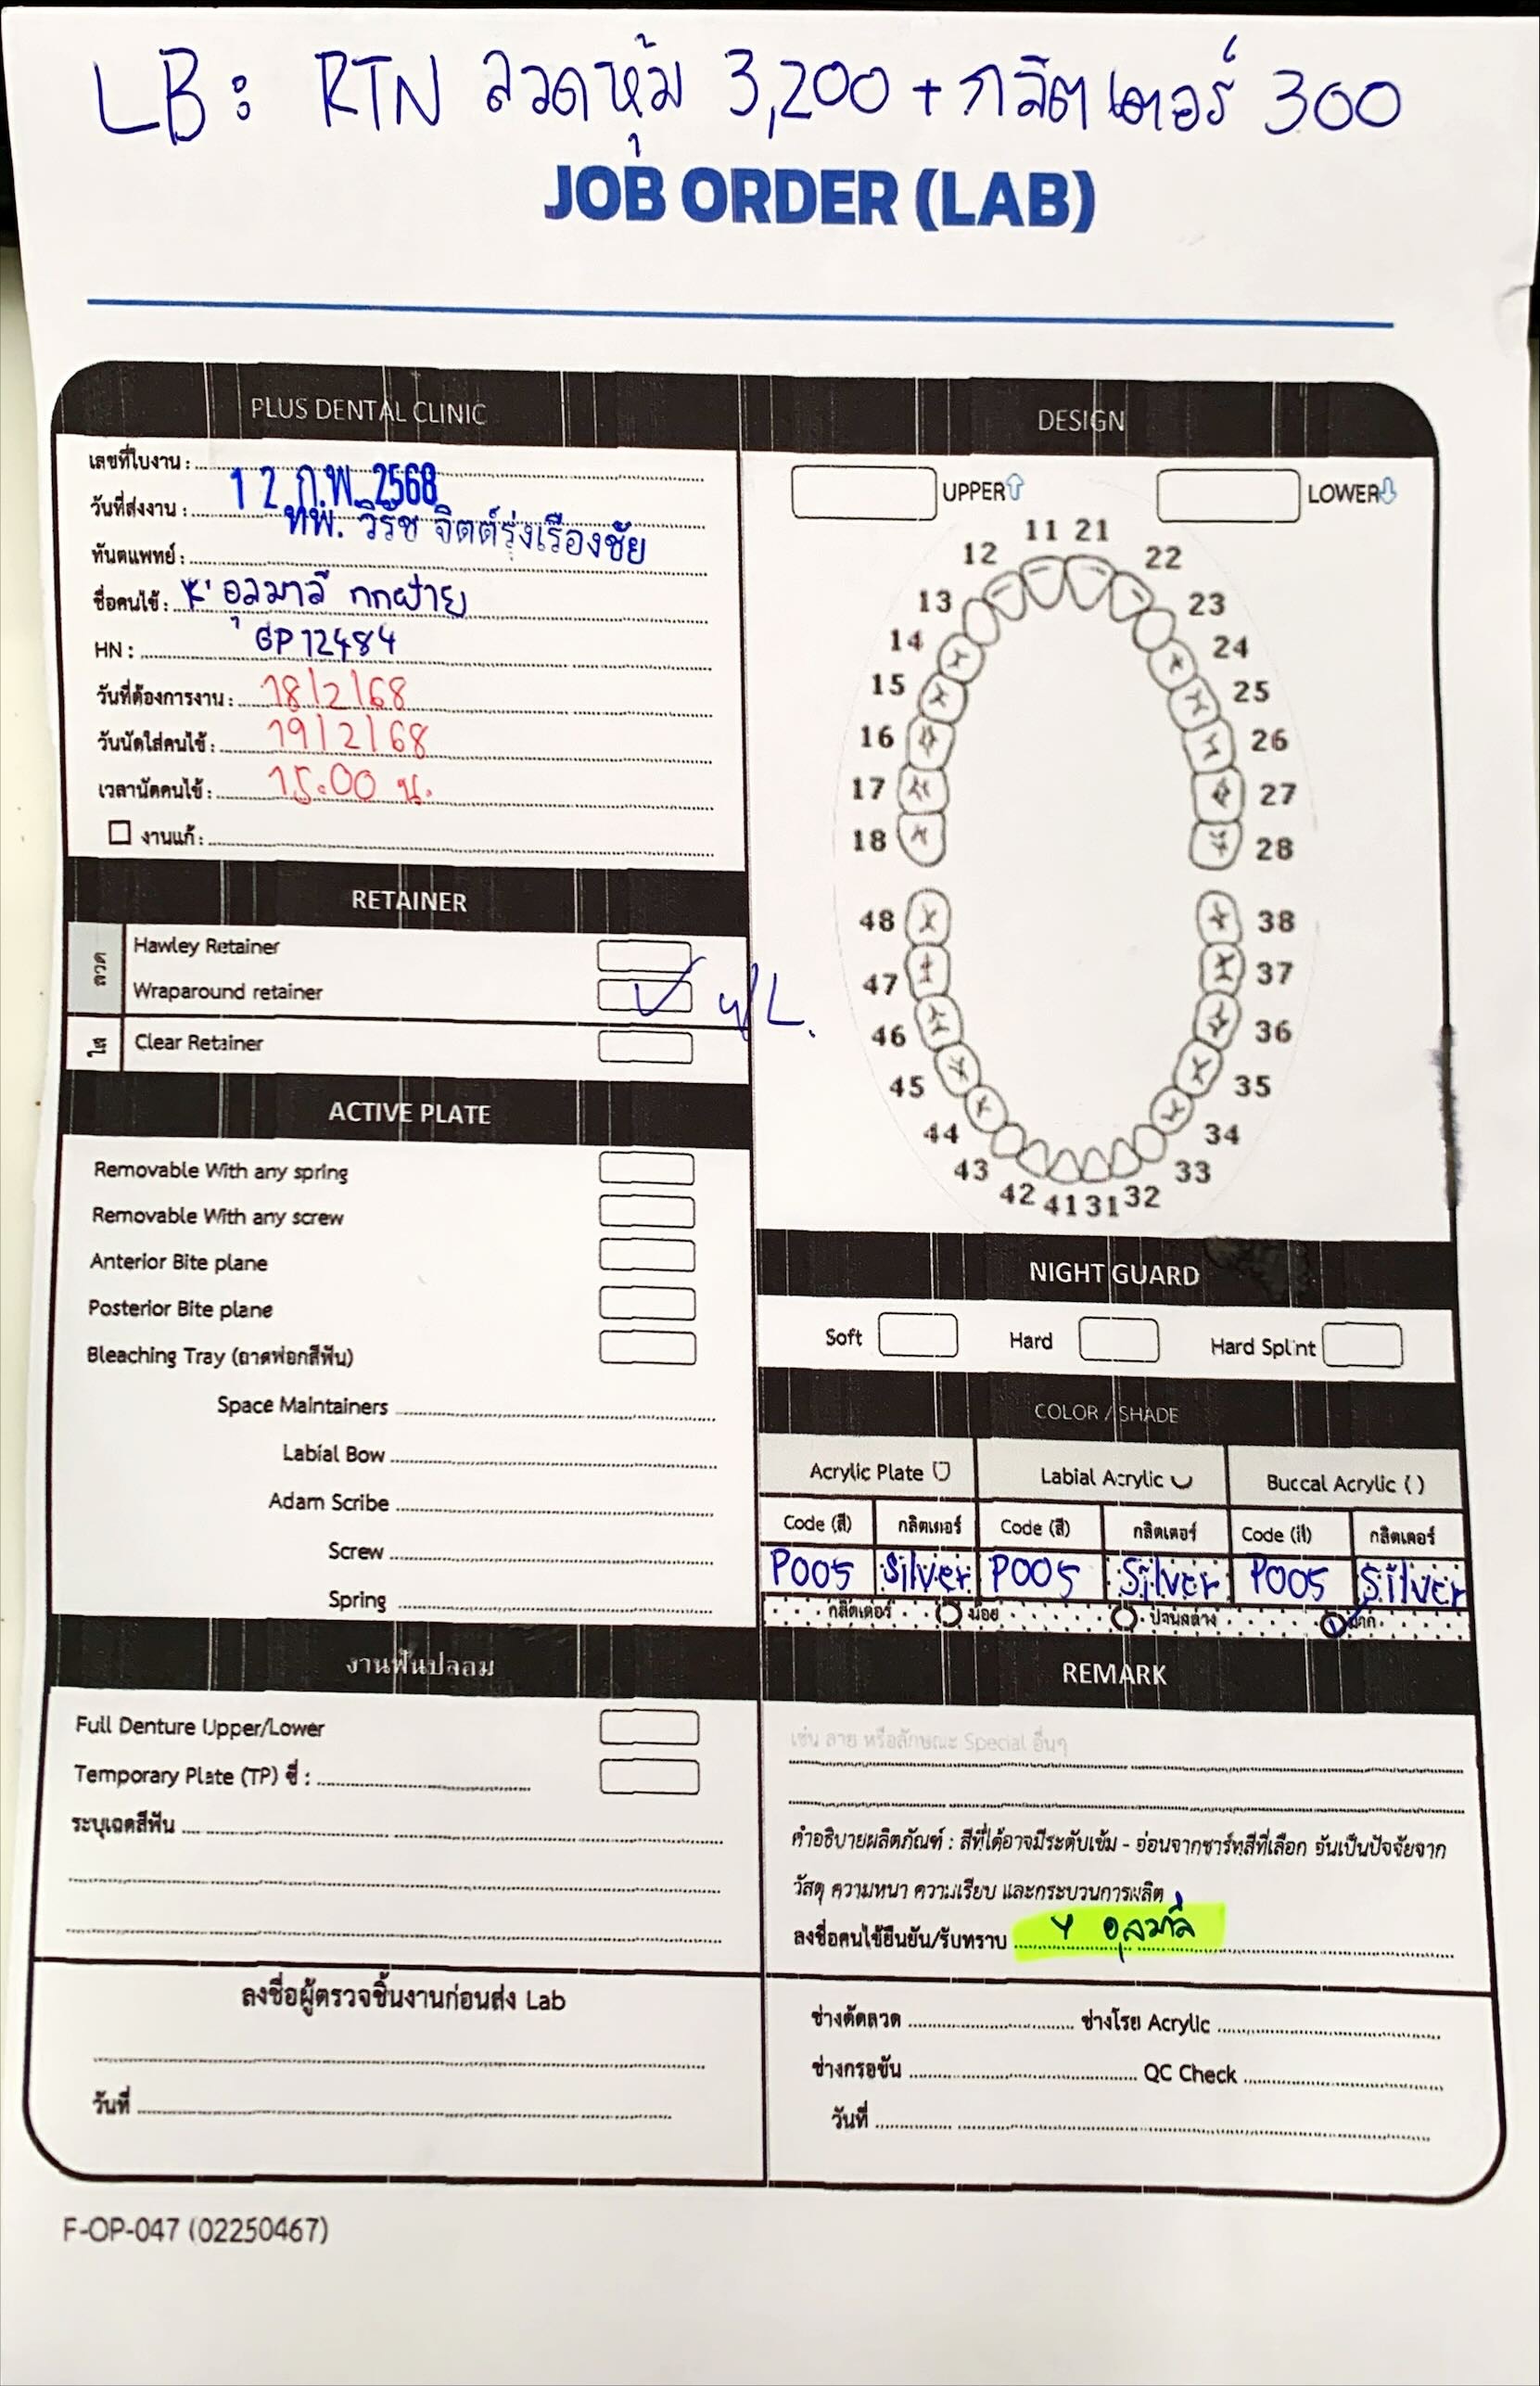 LB: RTN ลวดหุ้ม 3,200 + กลิตเตอร์ 300
JOB ORDER (LAB)
PLUS DENTAL CLINIC
เลขที่ใบงาน :
วันที่ส่งงาน : 12 ก.พ. 2568
ทันตแพทย์ : ทพ. วิรัช จิตต์รุ่งเรืองชัย
ชื่อคนไข้ : K' อุลมาลี กกฝ้าย
HN : GP12484
วันที่ต้องการงาน : 18/2/68
วันนัดใส่คนไข้ : 19/2/68
เวลานัดคนไข้ : 15:00 น.
งานแก้ :
DESIGN
UPPER LOWER
11 21
12 22
13 23
14 24
15 25
16 26
17 27
18 28
48 38
47 37
46 36
45 35
44 34
43 33
42 41 31 32
RETAINER
ลวด
Hawley Retainer
Wraparound retainer ✓ U/L.
ใส
Clear Retainer
ACTIVE PLATE
Removable With any spring
Removable With any screw
Anterior Bite plane
Posterior Bite plane
Bleaching Tray (ถาดฟอกสีฟัน)
Space Maintainers
Labial Bow
Adam Scribe
Screw
Spring
NIGHT GUARD
Soft Hard Hard Splint
COLOR / SHADE
Acrylic Plate Labial Acrylic Buccal Acrylic ( )
Code (สี) กลิตเตอร์ Code (สี) กลิตเตอร์ Code (สี) กลิตเตอร์
P005 Silver P005 Silver P005 Silver
กลิตเตอร์ น้อย ปานกลาง มาก
งานฟันปลอม
Full Denture Upper/Lower
Temporary Plate (TP) ซี่ :
ระบุเฉดสีฟัน
REMARK
เช่น ลาย หรือลักษณะ Special อื่นๆ
คำอธิบายผลิตภัณฑ์ : สีที่ได้อาจมีระดับเข้ม - อ่อนจากชาร์ทสีที่เลือก อันเป็นปัจจัยจาก
วัสดุ ความหนา ความเรียบ และกระบวนการผลิต
ลงชื่อคนไข้ยืนยัน/รับทราบ อุลมาลี
ลงชื่อผู้ตรวจชิ้นงานก่อนส่ง Lab
วันที่
ช่างดัดลวด ช่างโรย Acrylic
ช่างกรอขัน QC Check
วันที่
F-OP-047 (02250467)